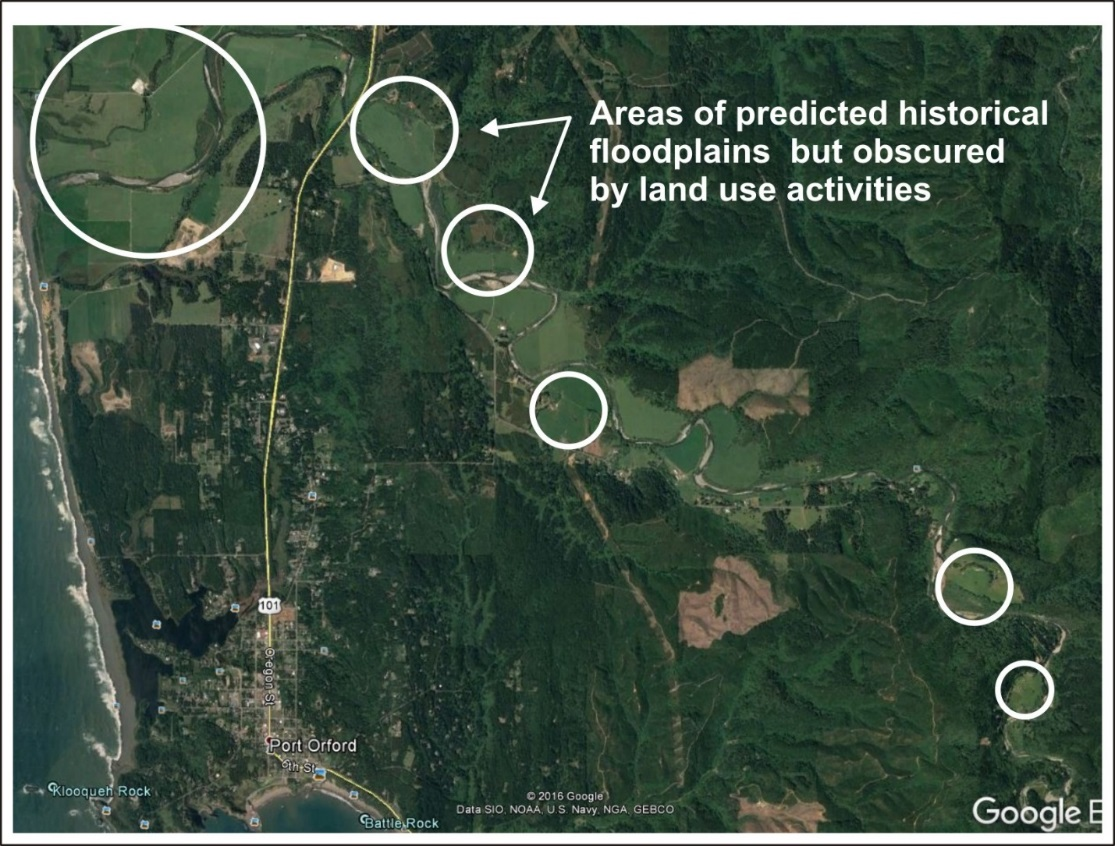 Areas of predicted historical
floodplains but obscured
by land use activities
101
Oregon St
Port Orford
6th St
Klooqueh Rock
Battle Rock
© 2016 Google
Data SIO, NOAA, U.S. Navy, NGA, GEBCO
Google E